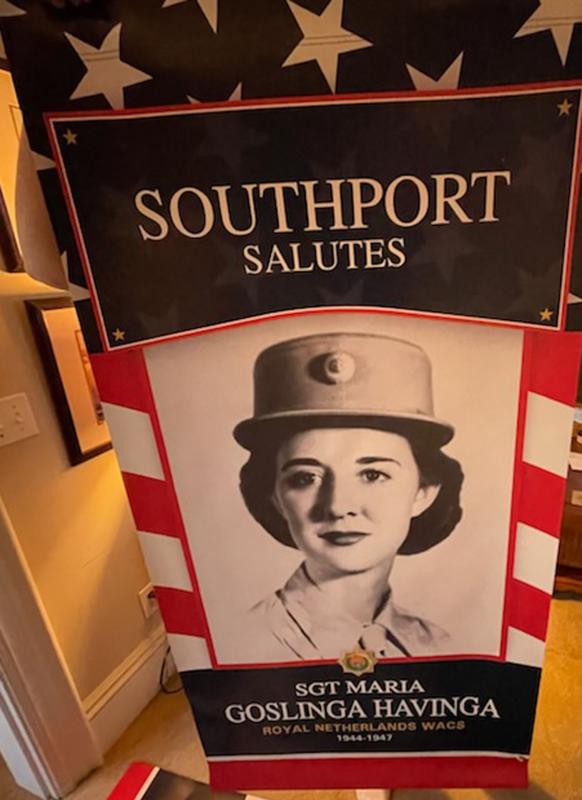 SOUTHPORT
SALUTES
SGT MARIA
GOSLINGA HAVINGA
ROYAL NETHERLANDS WACS
1944-1947